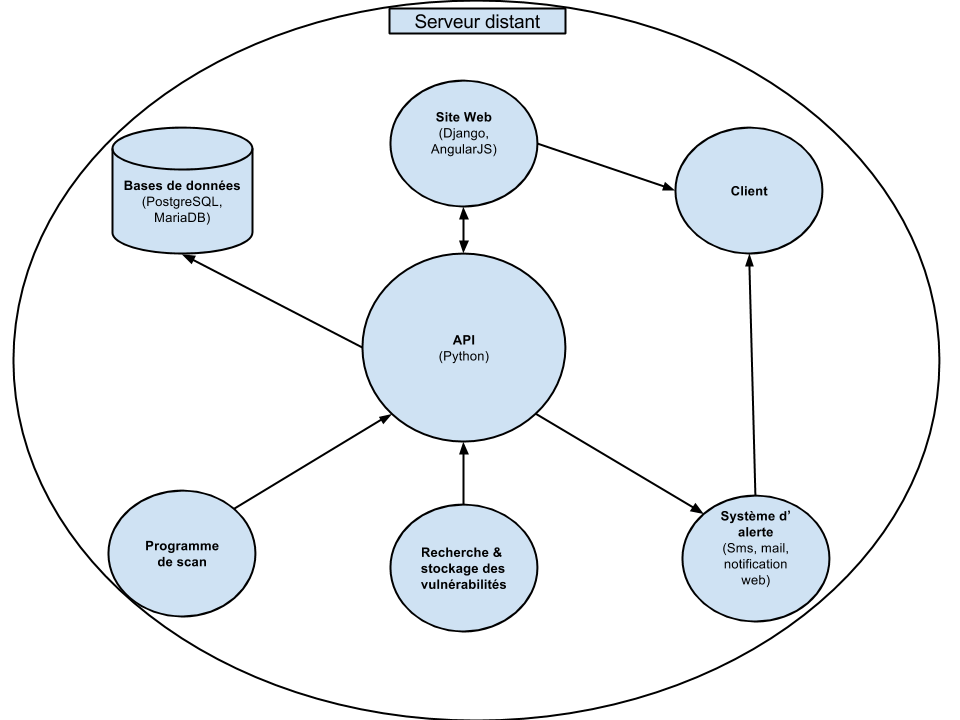 Serveur distant
Site Web
(Django,
AngularJS)
Bases de données
(PostgreSQL,
MariaDB)
Client
API
(Python)
Programme
de scan
Recherche &
stockage des
vulnérabilités
Système d’
alerte
(Sms, mail,
notification
web)